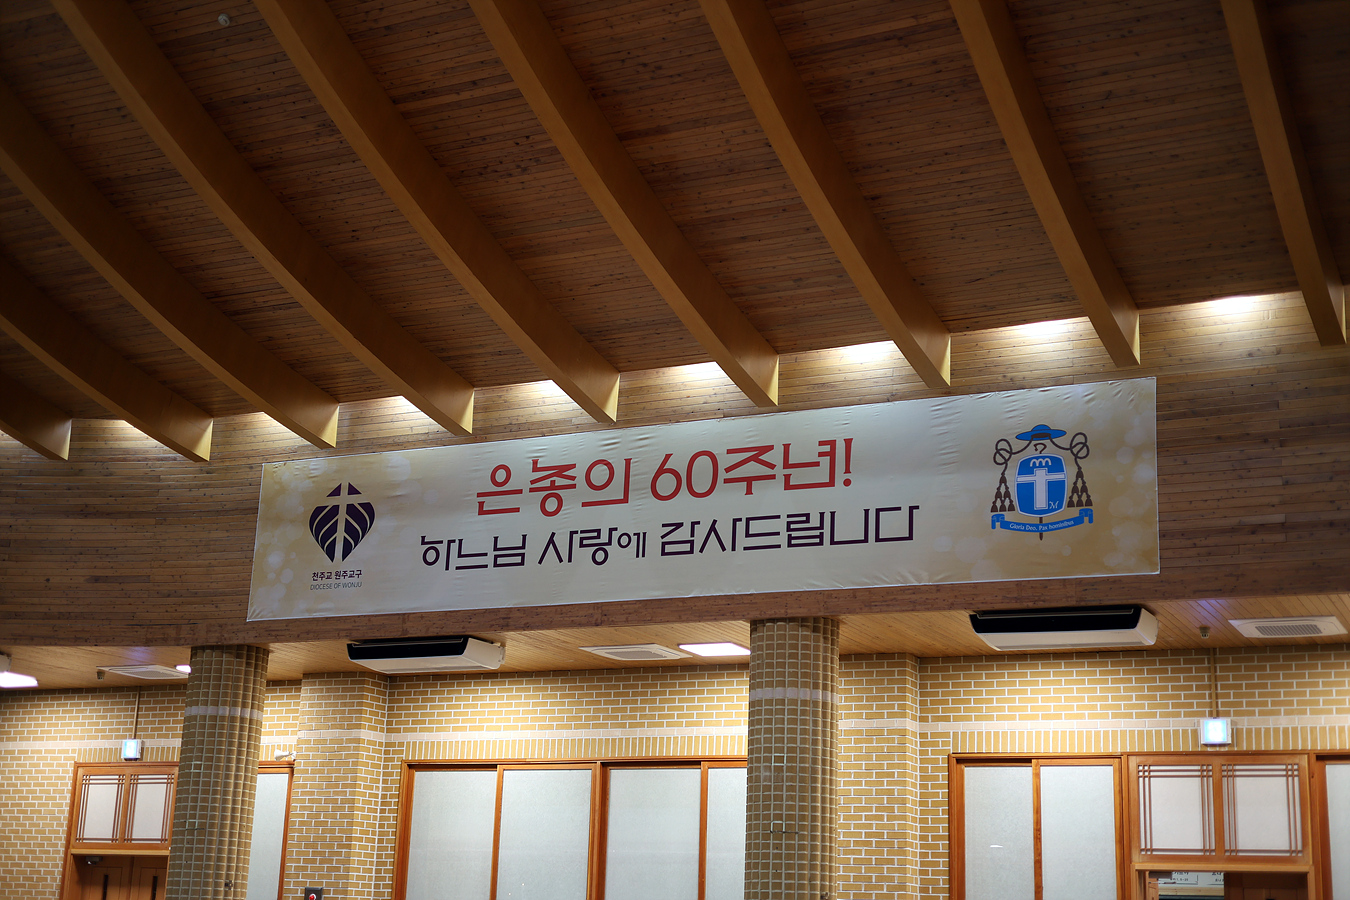 은총의 60주년!
하느님 사랑에 감사드립니다
천주교 원주교구
DIOCESE OF WONJU
M
Gloria Deo, Pax hominibus